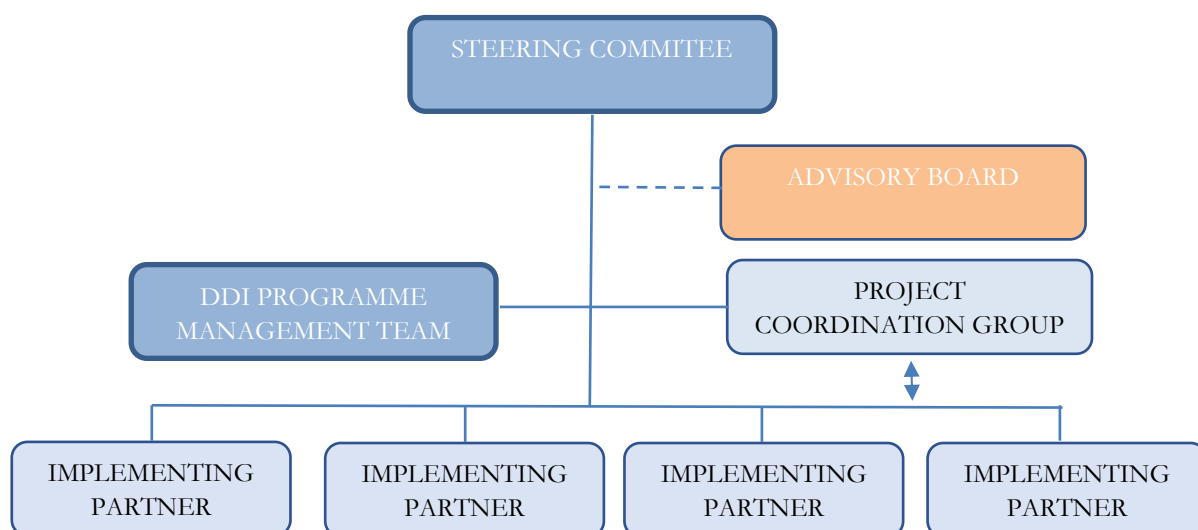 STEERING COMMITEE
ADVISORY BOARD
DDI PROGRAMME
MANAGEMENT TEAM
PROJECT
COORDINATION GROUP
IMPLEMENTING
PARTNER
IMPLEMENTING
PARTNER
IMPLEMENTING
PARTNER
IMPLEMENTING
PARTNER